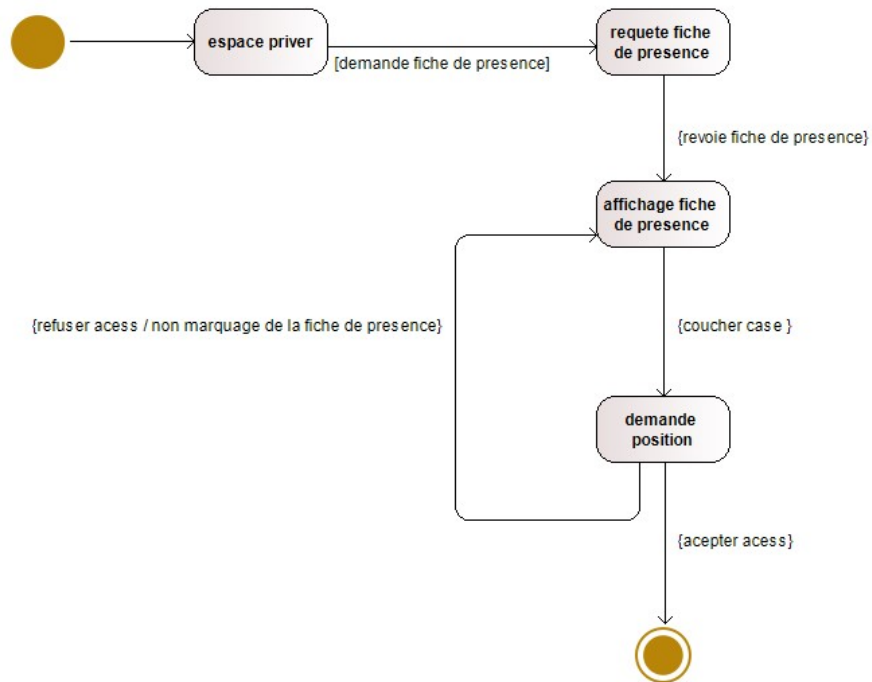 espace priver
[demande fiche de presence]
requete fiche
de presence
{revoie fiche de presence}
affichage fiche
de presence
{refuser acess / non marquage de la fiche de presence}
{coucher case }
demande
position
{acepter acess}